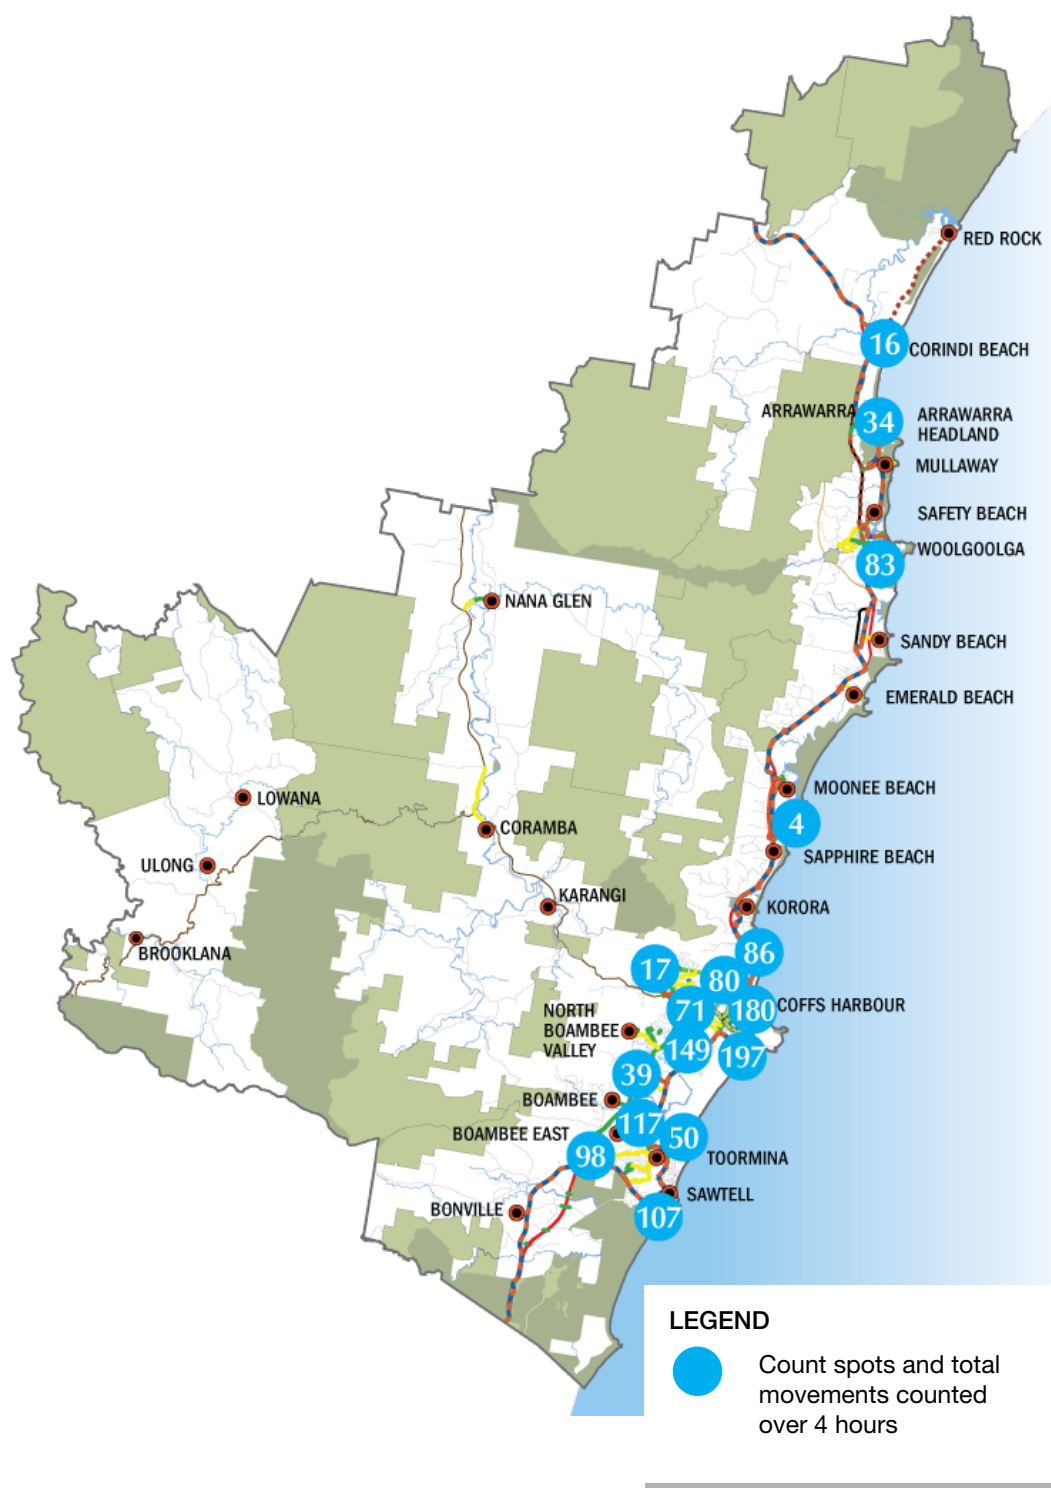 RED ROCK
16
CORINDI BEACH
ARRAWARRA
34
ARRAWARRA
HEADLAND
MULLAWAY
SAFETY BEACH
WOOLGOOLGA
83
NANA GLEN
SANDY BEACH
EMERALD BEACH
MOONEE BEACH
LOWANA
4
CORAMBA
SAPPHIRE BEACH
ULONG
KARANGI
KORORA
BROOKLANA
86
17
80
71
180
COFFS HARBOUR
NORTH
BOAMBEE
VALLEY
149
197
39
BOAMBEE
117
BOAMBEE EAST
50
98
TOORMINA
SAWTELL
BONVILLE
107
LEGEND
Count spots and total
movements counted
over 4 hours